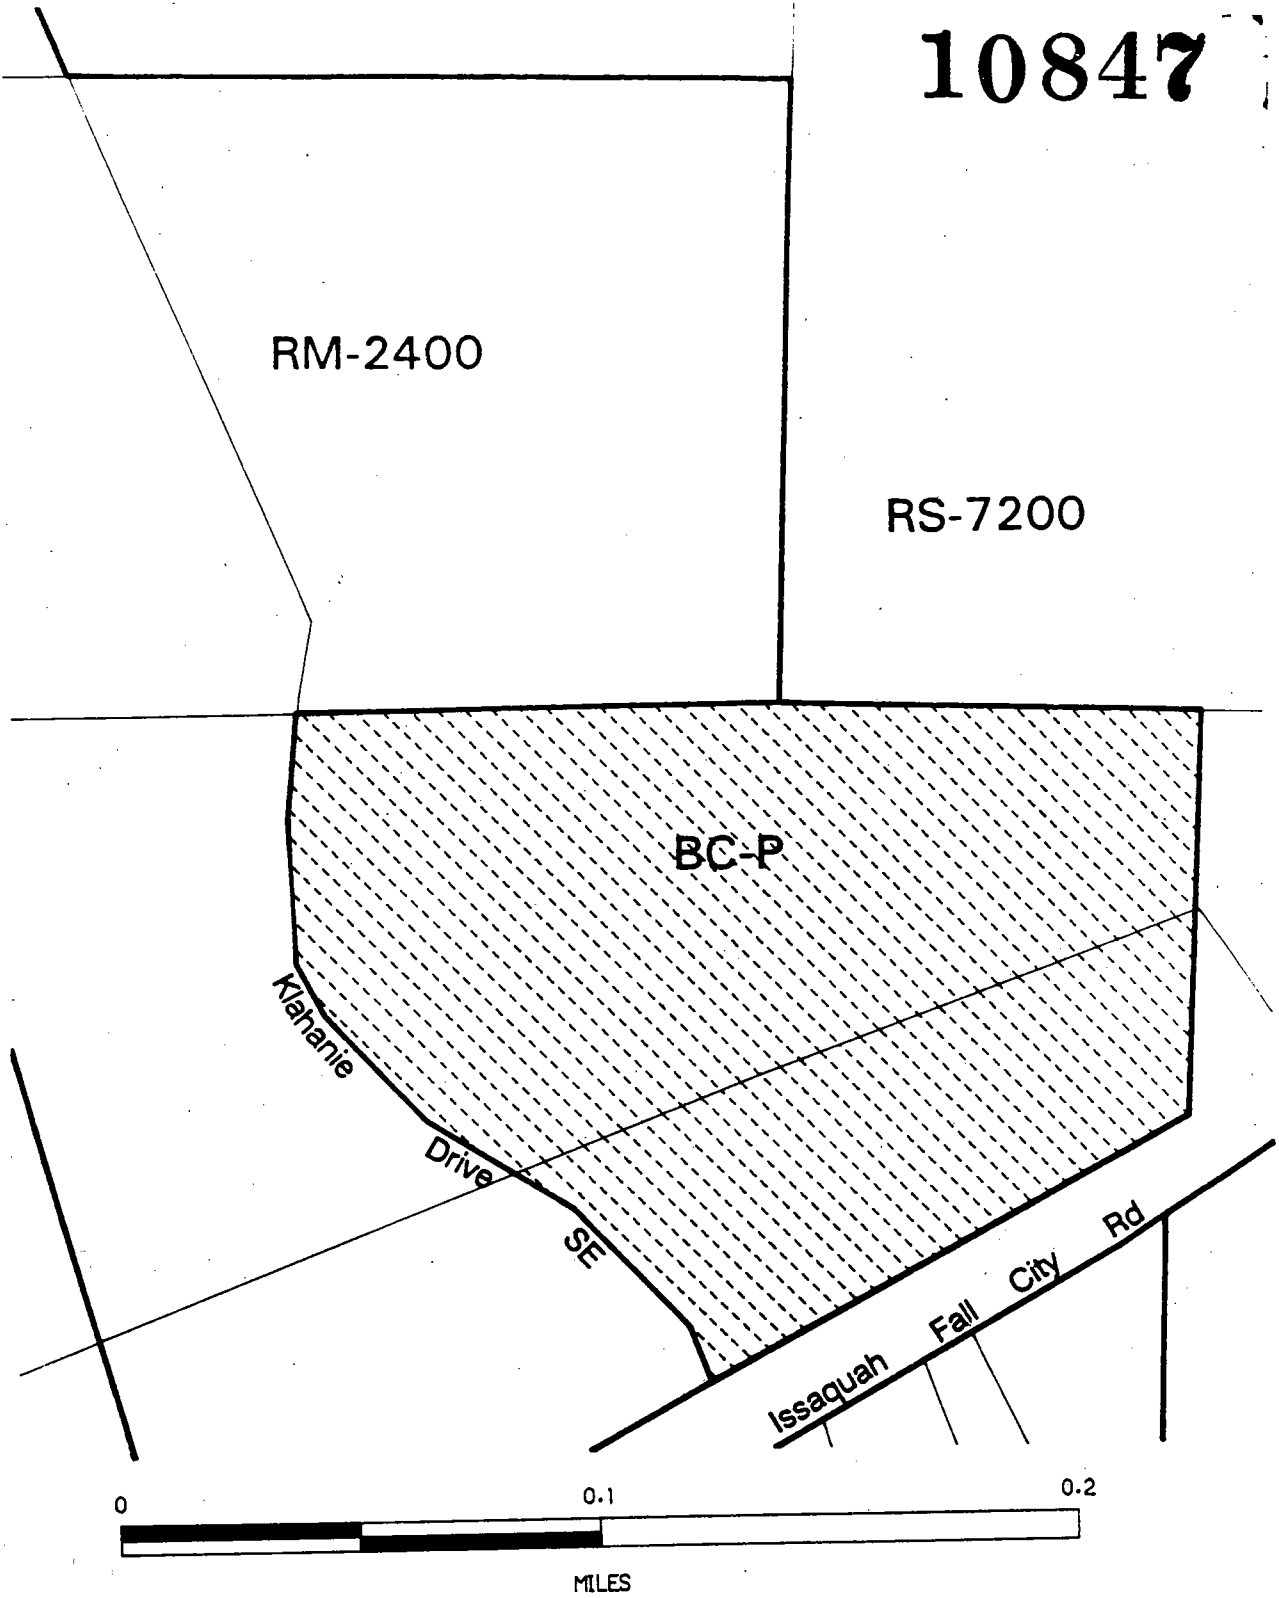 10847
RM-2400
RS-7200
BC-P
Klahanie Drive SE
Issaquah Fall City Rd
0 0.1 0.2
MILES